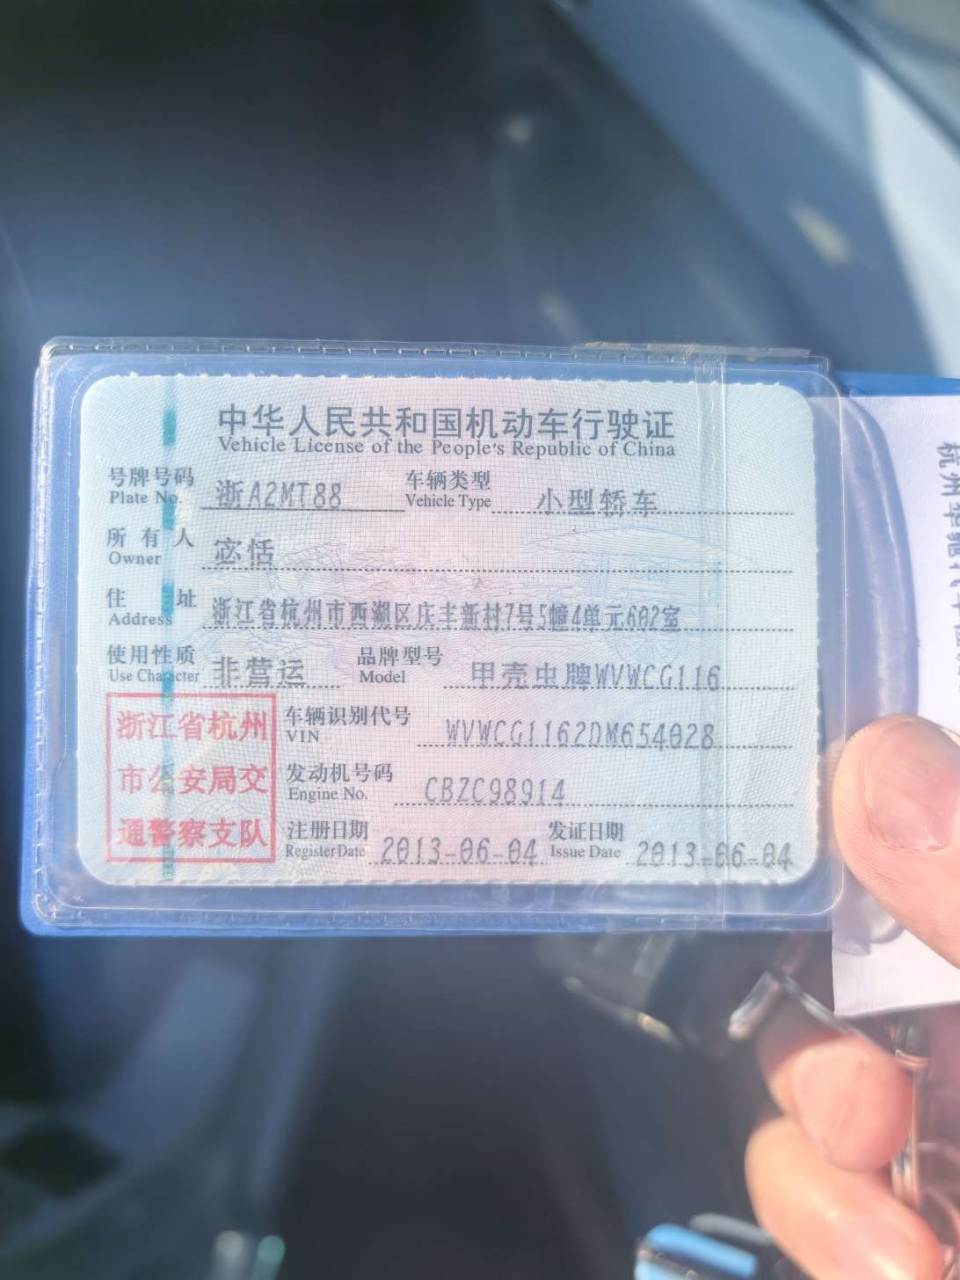 中华人民共和国机动车行驶证
Vehicle License of the People's Republic of China
号牌号码 浙A2MT88 车辆类型 小型轿车
Plate No. Vehicle Type
所有人 宓恬
Owner
住址 浙江省杭州市西湖区庆丰新村7号5幢4单元602室
Address
使用性质 非营运 品牌型号 甲壳虫牌WVWCG116
Use Character Model
浙江省杭州
市公安局交
通警察支队
车辆识别代号 WVWCG1162DM654028
VIN
发动机号码 CBZC98914
Engine No.
注册日期 2013-06-04 发证日期 2013-06-04
Register Date Issue Date
杭州华